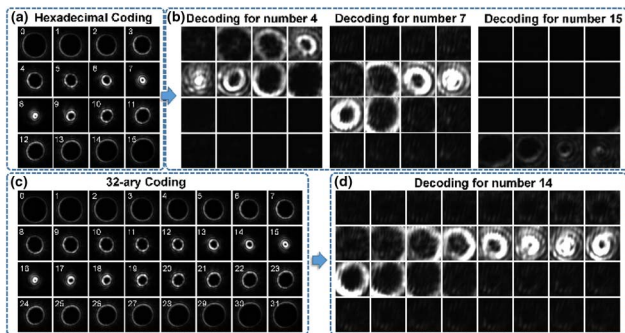 (a) Hexadecimal Coding
0 1 2 3
4 5 6 7
8 9 10 11
12 13 14 15
(b) Decoding for number 4 Decoding for number 7 Decoding for number 15
(c) 32-ary Coding
0 1 2 3 4 5 6 7
8 9 10 11 12 13 14 15
16 17 18 19 20 21 22 23
24 25 26 27 28 29 30 31
(d) Decoding for number 14